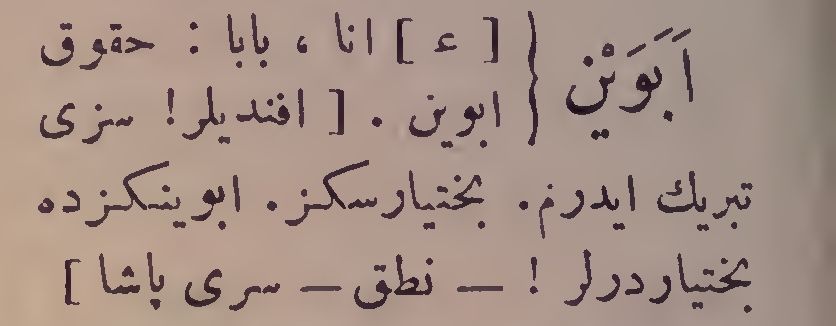 اَبَوَيْن } [ ع ] انا ، بابا : حقوق
ابوين . [ افنديلر! سزى
تبريك ايدرم. بختيارسكز. ابوينكزده
بختياردرلر ! — نطق — سرى پاشا ]